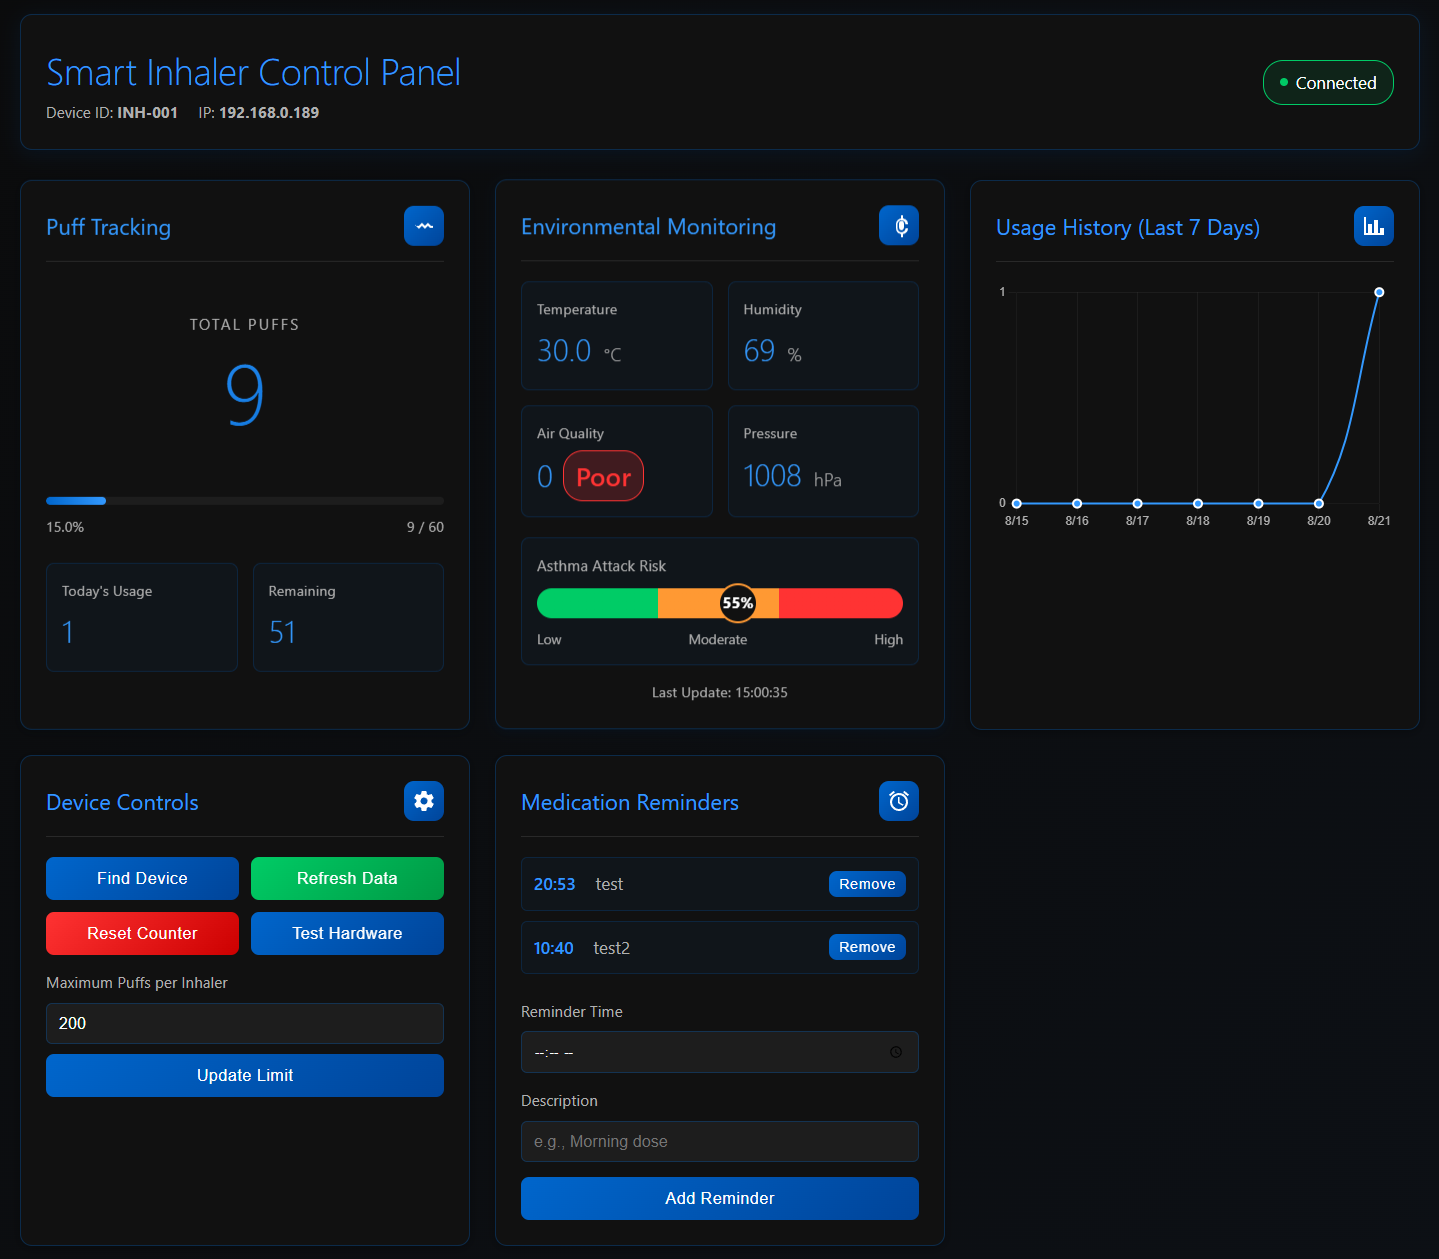 Smart Inhaler Control Panel
Device ID: INH-001 IP: 192.168.0.189
Connected
Puff Tracking
TOTAL PUFFS
9
15.0% 9 / 60
Today's Usage
1
Remaining
51
Environmental Monitoring
Temperature
30.0 °C
Humidity
69 %
Air Quality
0 Poor
Pressure
1008 hPa
Asthma Attack Risk
55%
Low Moderate High
Last Update: 15:00:35
Usage History (Last 7 Days)
1
0
8/15 8/16 8/17 8/18 8/19 8/20 8/21
Device Controls
Find Device Refresh Data
Reset Counter Test Hardware
Maximum Puffs per Inhaler
200
Update Limit
Medication Reminders
20:53 test Remove
10:40 test2 Remove
Reminder Time
--:-- --
Description
e.g., Morning dose
Add Reminder